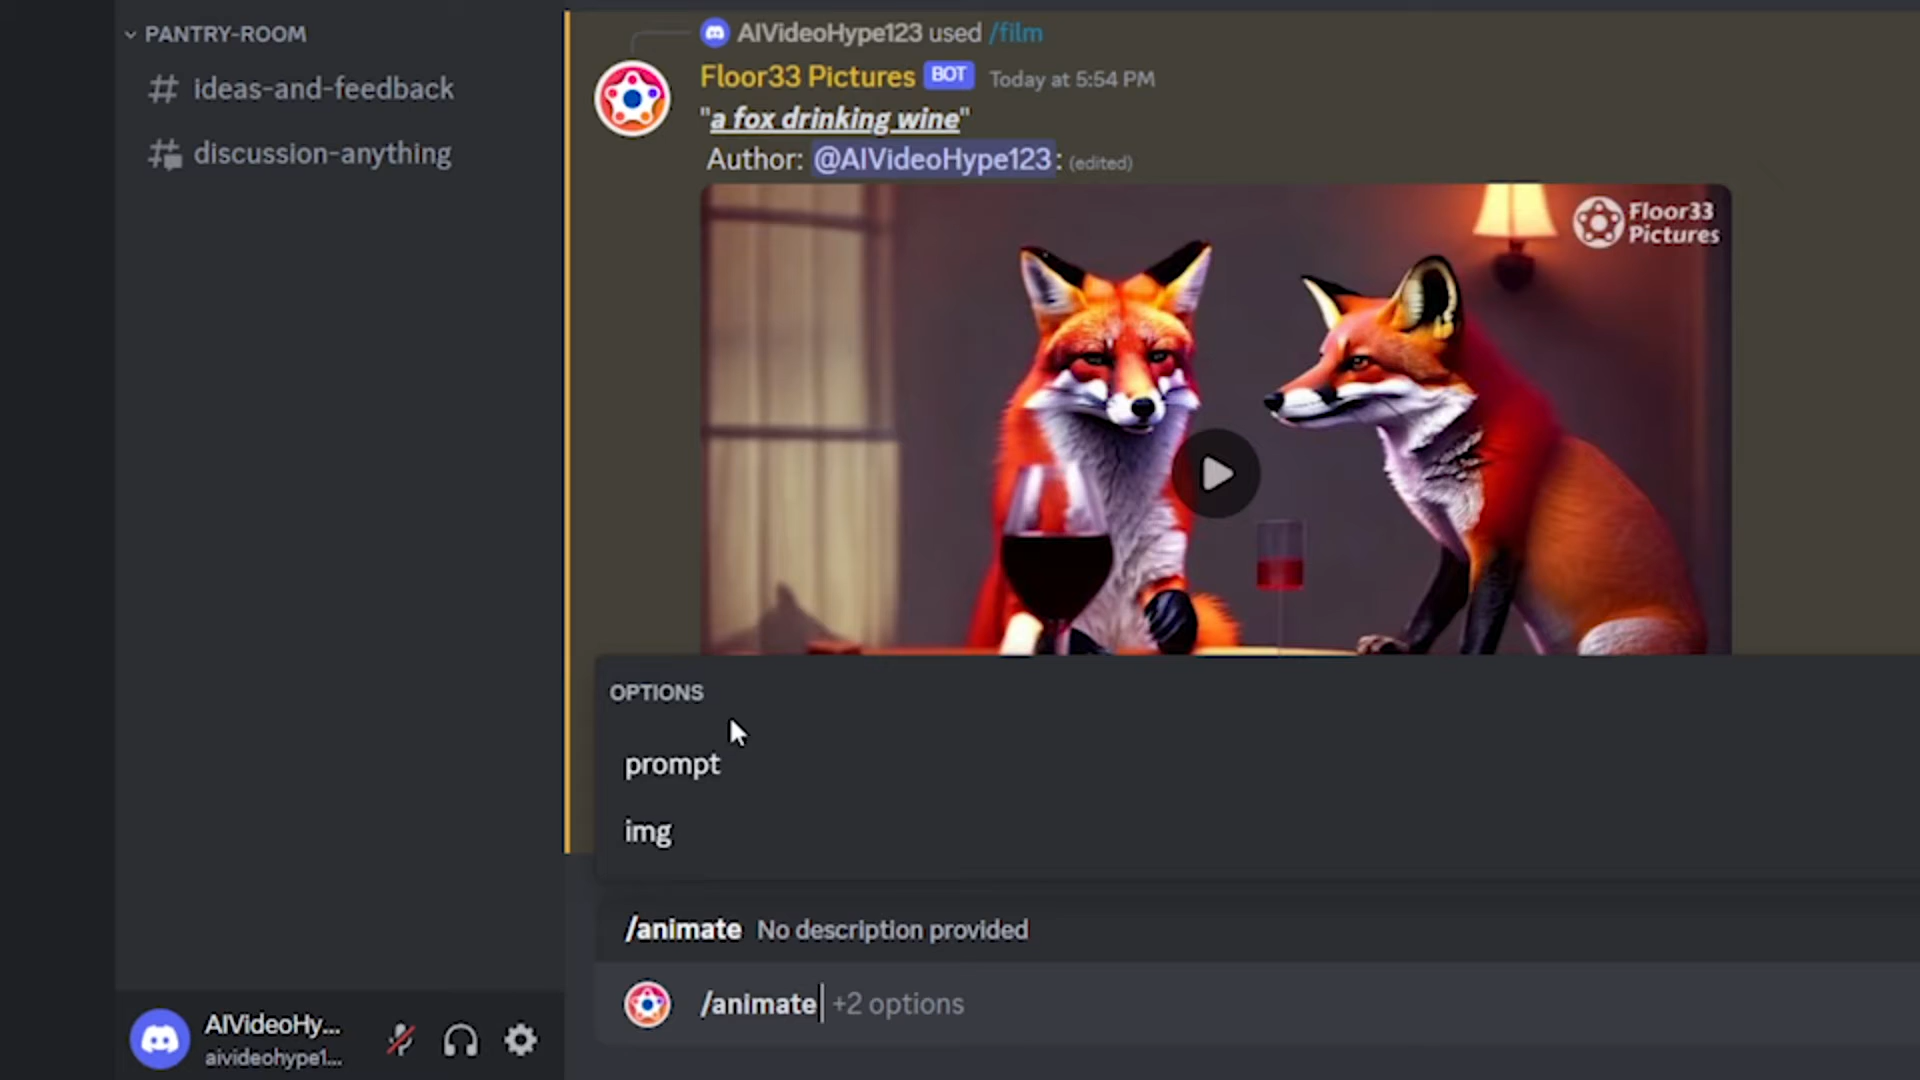 PANTRY-ROOM
ideas-and-feedback
discussion-anything
AIVideoHype123 used /film
Floor33 Pictures BOT Today at 5:54 PM
"a fox drinking wine"
Author: @AIVideoHype123: (edited)
Floor33
Pictures
OPTIONS
prompt
img
/animate No description provided
/animate +2 options
AIVideoHy...
aivideohype1...